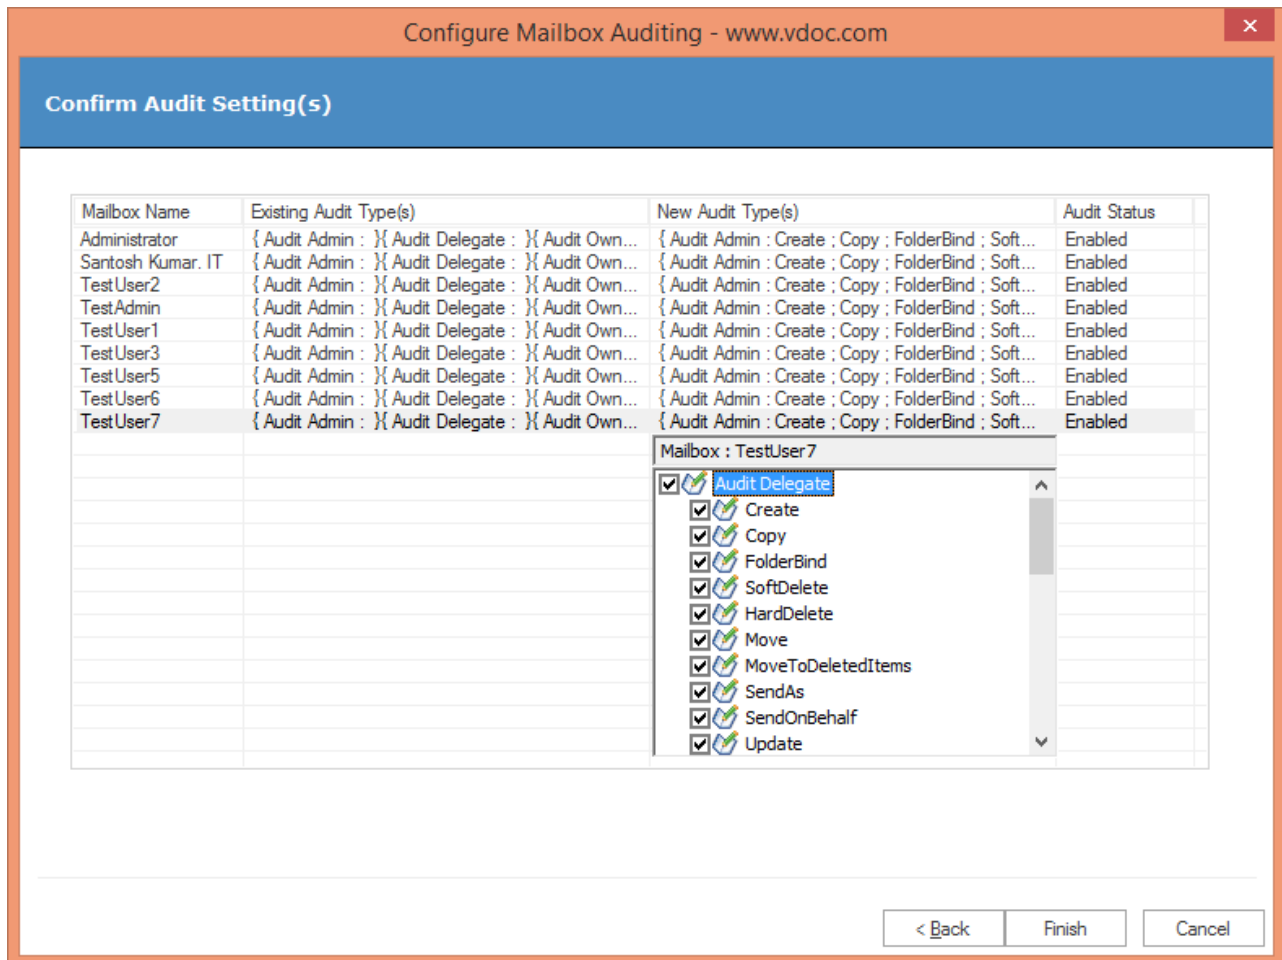 Configure Mailbox Auditing - www.vdoc.com
Confirm Audit Setting(s)
Mailbox Name Existing Audit Type(s) New Audit Type(s) Audit Status
Administrator { Audit Admin : }{ Audit Delegate : }{ Audit Own... { Audit Admin : Create ; Copy ; FolderBind ; Soft... Enabled
Santosh Kumar. IT { Audit Admin : }{ Audit Delegate : }{ Audit Own... { Audit Admin : Create ; Copy ; FolderBind ; Soft... Enabled
TestUser2 { Audit Admin : }{ Audit Delegate : }{ Audit Own... { Audit Admin : Create ; Copy ; FolderBind ; Soft... Enabled
TestAdmin { Audit Admin : }{ Audit Delegate : }{ Audit Own... { Audit Admin : Create ; Copy ; FolderBind ; Soft... Enabled
TestUser1 { Audit Admin : }{ Audit Delegate : }{ Audit Own... { Audit Admin : Create ; Copy ; FolderBind ; Soft... Enabled
TestUser3 { Audit Admin : }{ Audit Delegate : }{ Audit Own... { Audit Admin : Create ; Copy ; FolderBind ; Soft... Enabled
TestUser5 { Audit Admin : }{ Audit Delegate : }{ Audit Own... { Audit Admin : Create ; Copy ; FolderBind ; Soft... Enabled
TestUser6 { Audit Admin : }{ Audit Delegate : }{ Audit Own... { Audit Admin : Create ; Copy ; FolderBind ; Soft... Enabled
TestUser7 { Audit Admin : }{ Audit Delegate : }{ Audit Own... { Audit Admin : Create ; Copy ; FolderBind ; Soft... Enabled
Mailbox : TestUser7
Audit Delegate
Create
Copy
FolderBind
SoftDelete
HardDelete
Move
MoveToDeletedItems
SendAs
SendOnBehalf
Update
< Back Finish Cancel